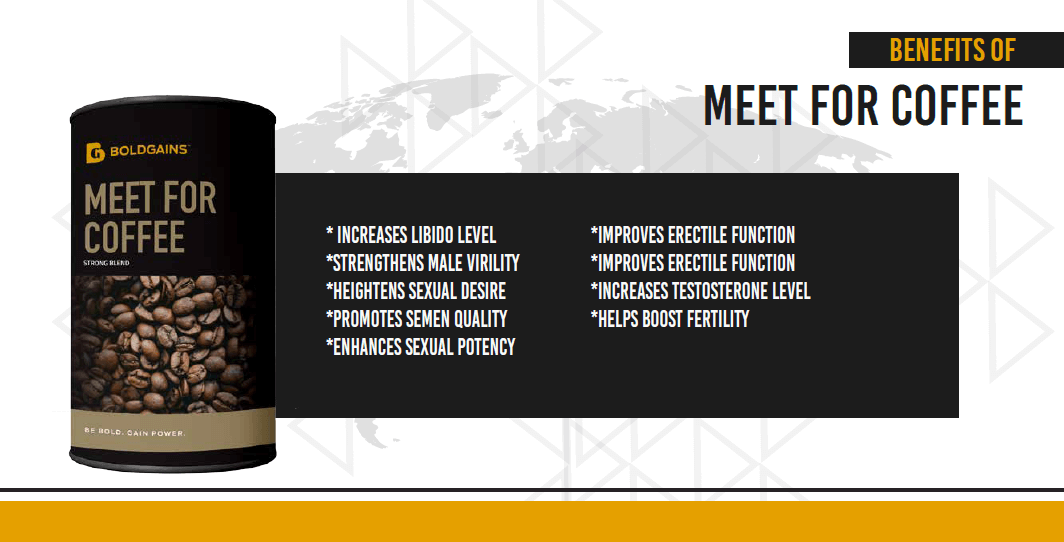 BENEFITS OF
MEET FOR COFFEE
BOLDGAINS™
MEET FOR
COFFEE
STRONG BLEND
BE BOLD. GAIN POWER.
* INCREASES LIBIDO LEVEL
*STRENGTHENS MALE VIRILITY
*HEIGHTENS SEXUAL DESIRE
*PROMOTES SEMEN QUALITY
*ENHANCES SEXUAL POTENCY
*IMPROVES ERECTILE FUNCTION
*IMPROVES ERECTILE FUNCTION
*INCREASES TESTOSTERONE LEVEL
*HELPS BOOST FERTILITY